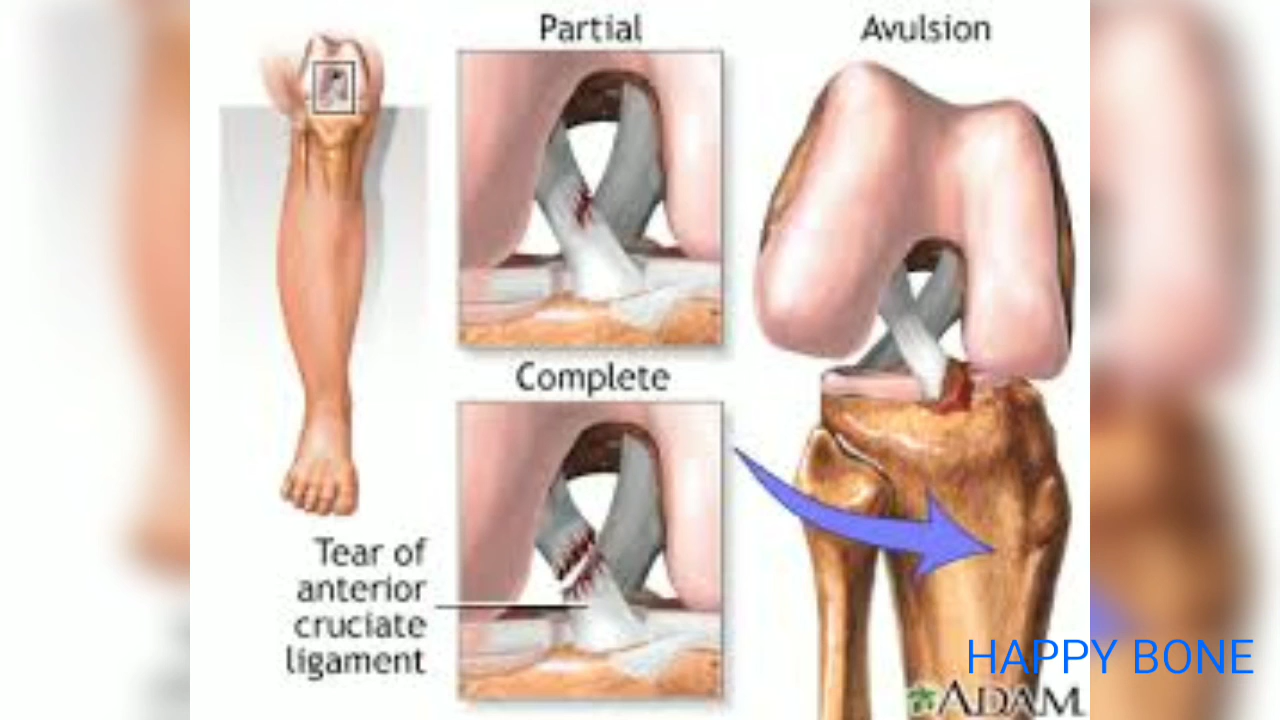 Partial
Avulsion
Complete
Tear of
anterior
cruciate
ligament
HAPPY BONE
ADAM